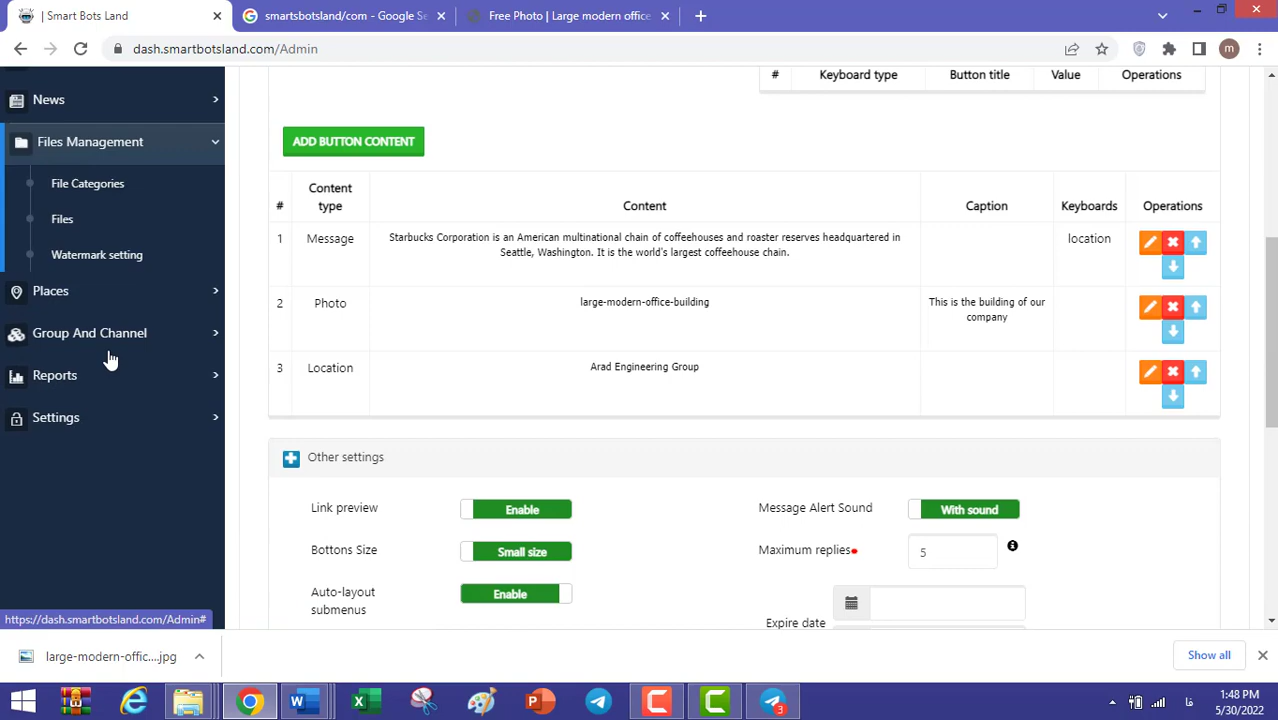 | Smart Bots Land
smartsbotsland/com - Google Se
Free Photo | Large modern office
dash.smartbotsland.com/Admin
m
News
Files Management
File Categories
Files
Watermark setting
Places
Group And Channel
Reports
Settings
# Keyboard type Button title Value Operations
ADD BUTTON CONTENT
# Content type Content Caption Keyboards Operations
1 Message Starbucks Corporation is an American multinational chain of coffeehouses and roaster reserves headquartered in location
Seattle, Washington. It is the world's largest coffeehouse chain.
2 Photo large-modern-office-building This is the building of our
company
3 Location Arad Engineering Group
Other settings
Link preview Enable Message Alert Sound With sound
Bottons Size Small size Maximum replies 5
Auto-layout Enable
submenus
Expire date
https://dash.smartbotsland.com/Admin#
large-modern-offic....jpg
Show all
3
1:48 PM
5/30/2022